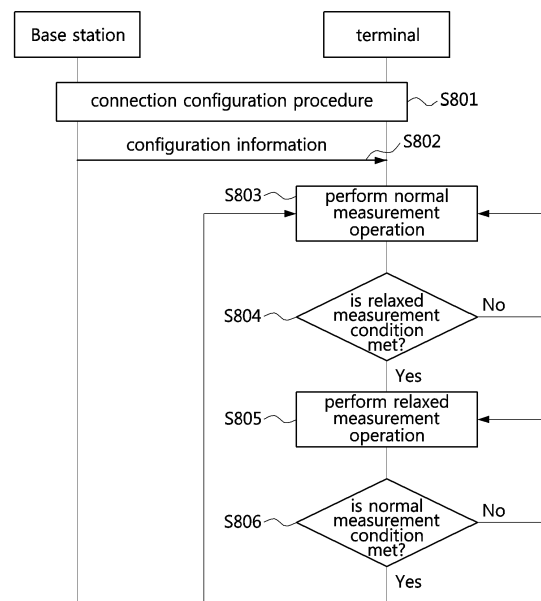 Base station
terminal
connection configuration procedure
S801
configuration information
S802
S803
perform normal
measurement
operation
S804
is relaxed
measurement
condition
met?
No
Yes
S805
perform relaxed
measurement
operation
S806
is normal
measurement
condition
met?
No
Yes